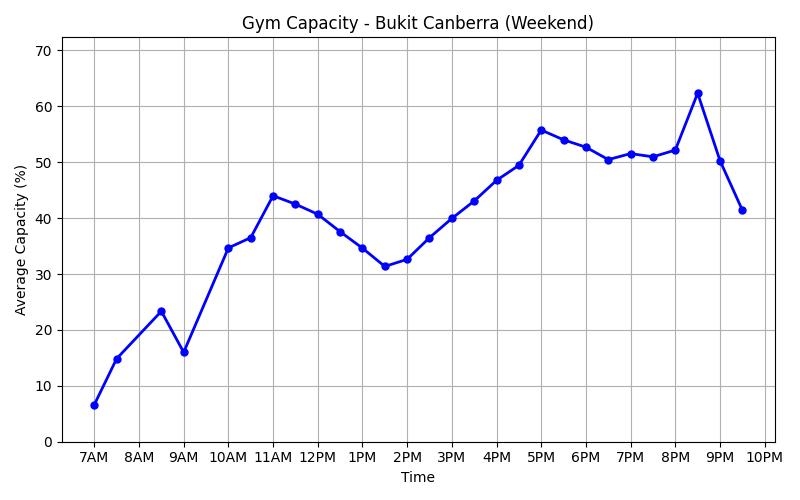 Gym Capacity - Bukit Canberra (Weekend)
Average Capacity (%)
70
60
50
40
30
20
10
0
7AM 8AM 9AM 10AM 11AM 12PM 1PM 2PM 3PM 4PM 5PM 6PM 7PM 8PM 9PM 10PM
Time